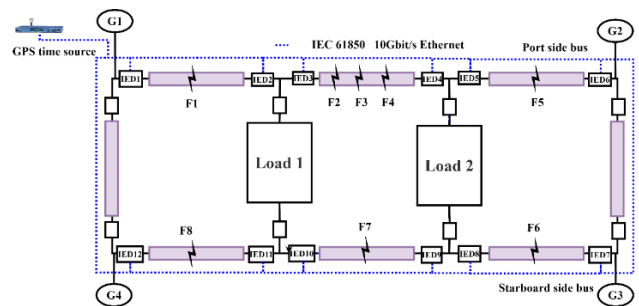 G1
G2
GPS time source
IEC 61850 10Gbit/s Ethernet
Port side bus
IED1
IED2
IED3
IED4
IED5
IED6
F1
F2
F3
F4
F5
Load 1
Load 2
F8
F7
F6
IED12
IED11
IED10
IED9
IED8
IED7
Starboard side bus
G4
G3